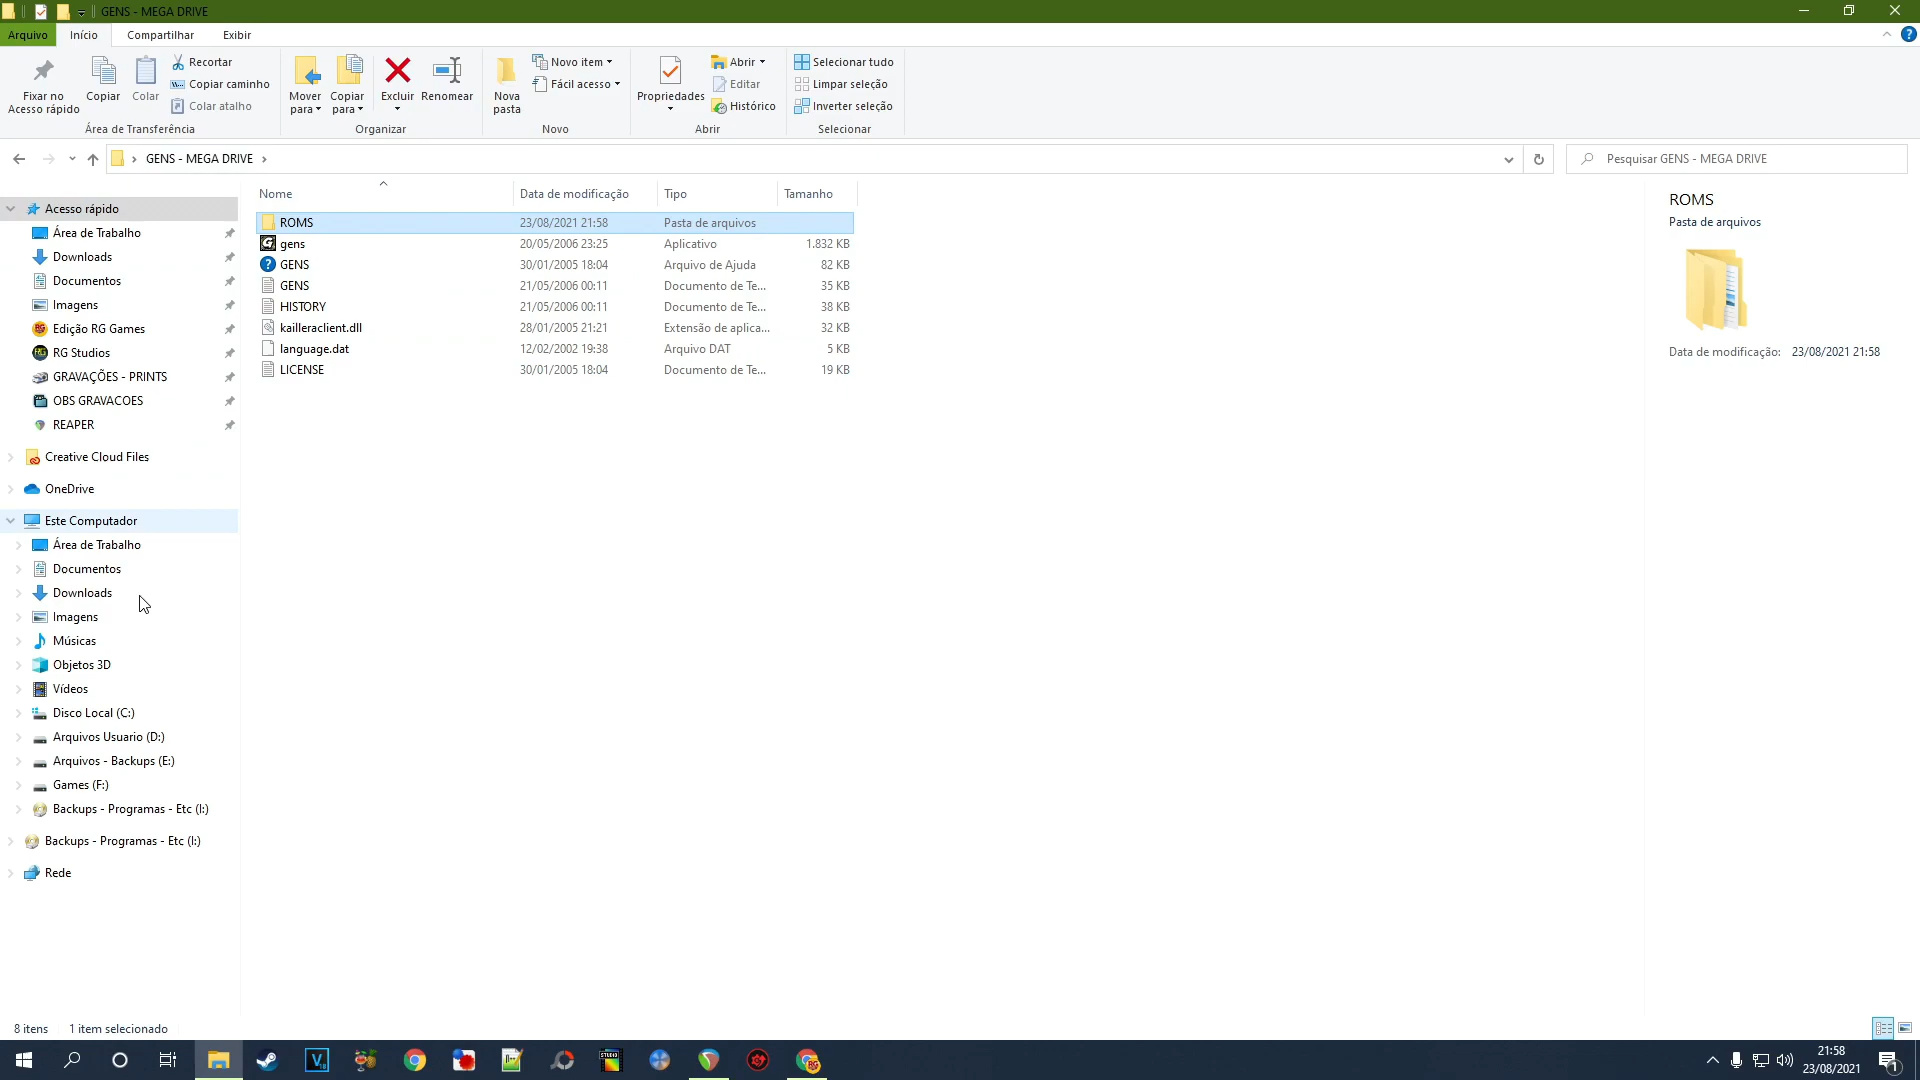 GENS - MEGA DRIVE
Arquivo Início Compartilhar Exibir
Fixar no Acesso rápido
Copiar
Colar
Recortar
Copiar caminho
Colar atalho
Área de Transferência
Mover para
Copiar para
Excluir
Renomear
Organizar
Nova pasta
Novo item
Fácil acesso
Novo
Propriedades
Abrir
Editar
Histórico
Abrir
Selecionar tudo
Limpar seleção
Inverter seleção
Selecionar
GENS - MEGA DRIVE
Pesquisar GENS - MEGA DRIVE
Acesso rápido
Área de Trabalho
Downloads
Documentos
Imagens
Edição RG Games
RG Studios
GRAVAÇÕES - PRINTS
OBS GRAVACOES
REAPER
Creative Cloud Files
OneDrive
Este Computador
Área de Trabalho
Documentos
Downloads
Imagens
Músicas
Objetos 3D
Vídeos
Disco Local (C:)
Arquivos Usuario (D:)
Arquivos - Backups (E:)
Games (F:)
Backups - Programas - Etc (I:)
Backups - Programas - Etc (I:)
Rede
Nome Data de modificação Tipo Tamanho
ROMS 23/08/2021 21:58 Pasta de arquivos
gens 20/05/2006 23:25 Aplicativo 1.832 KB
GENS 30/01/2005 18:04 Arquivo de Ajuda 82 KB
GENS 21/05/2006 00:11 Documento de Te... 35 KB
HISTORY 21/05/2006 00:11 Documento de Te... 38 KB
kailleraclient.dll 28/01/2005 21:21 Extensão de aplica... 32 KB
language.dat 12/02/2002 19:38 Arquivo DAT 5 KB
LICENSE 30/01/2005 18:04 Documento de Te... 19 KB
ROMS
Pasta de arquivos
Data de modificação: 23/08/2021 21:58
8 itens 1 item selecionado
21:58
23/08/2021